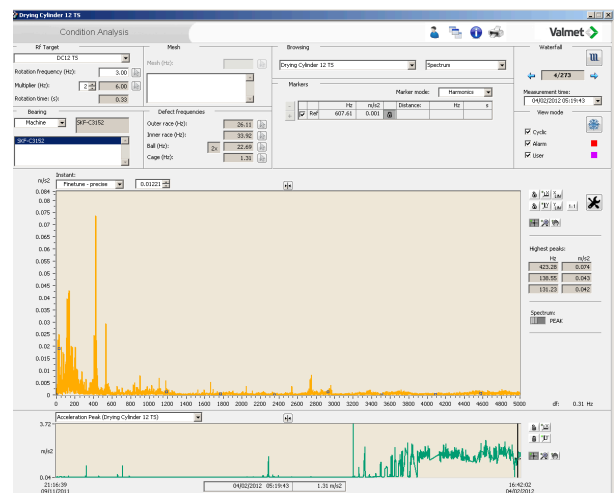 Drying Cylinder 12 TS
Condition Analysis
Valmet
Rf Target
DC12 TS
Rotation frequency (Hz): 3.00
Multiplier (Hz): 2 6.00
Rotation time: (s): 0.33
Mesh
Mesh (Hz):
Browsing
Drying Cylinder 12 TS
Spectrum
Markers
Marker mode: Harmonics
Hz m/s2 Distance: Hz s
Ref 607.61 0.001
Waterfall
4/273
Measurement time:
04/02/2012 05:19:43
View mode
Cyclic
Alarm
User
Bearing
Machine SKF-C3152
SKF-C3152
Defect frequencies
Outer race (Hz): 26.11
Inner race (Hz): 33.92
Ball (Hz): 2x 22.69
Cage (Hz): 1.31
Instant:
Finetune - precise 0.01221
m/s2
0.084
0.08
0.075
0.07
0.065
0.06
0.055
0.05
0.045
0.04
0.035
0.03
0.025
0.02
0.015
0.01
0.005
0
0 200 400 600 800 1000 1200 1400 1600 1800 2000 2200 2400 2600 2800 3000 3200 3400 3600 3800 4000 4200 4400 4600 4800 5000
1:1
Highest peaks:
Hz m/s2
423.28 0.074
138.55 0.043
131.23 0.042
Spectrum:
PEAK
df: 0.31 Hz
Acceleration Peak (Drying Cylinder 12 TS)
3.72
m/s2
0.04
21:16:39
09/11/2011
04/02/2012 05:19:43 1.31 m/s2
16:42:02
04/02/2012